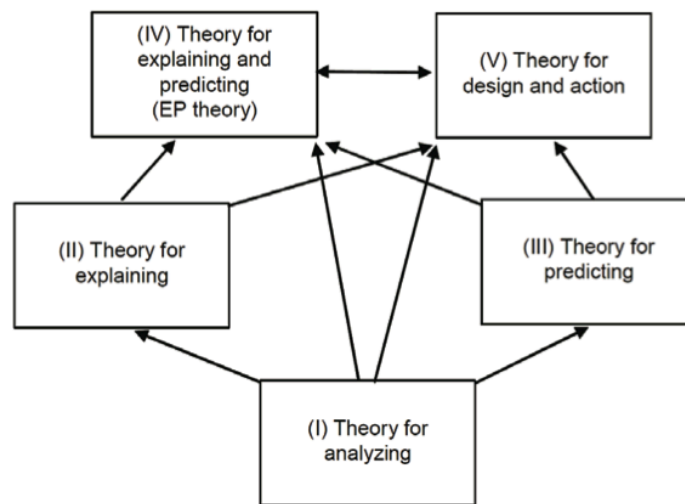 (IV) Theory for
explaining and
predicting
(EP theory)
(V) Theory for
design and action
(II) Theory for
explaining
(III) Theory for
predicting
(I) Theory for
analyzing